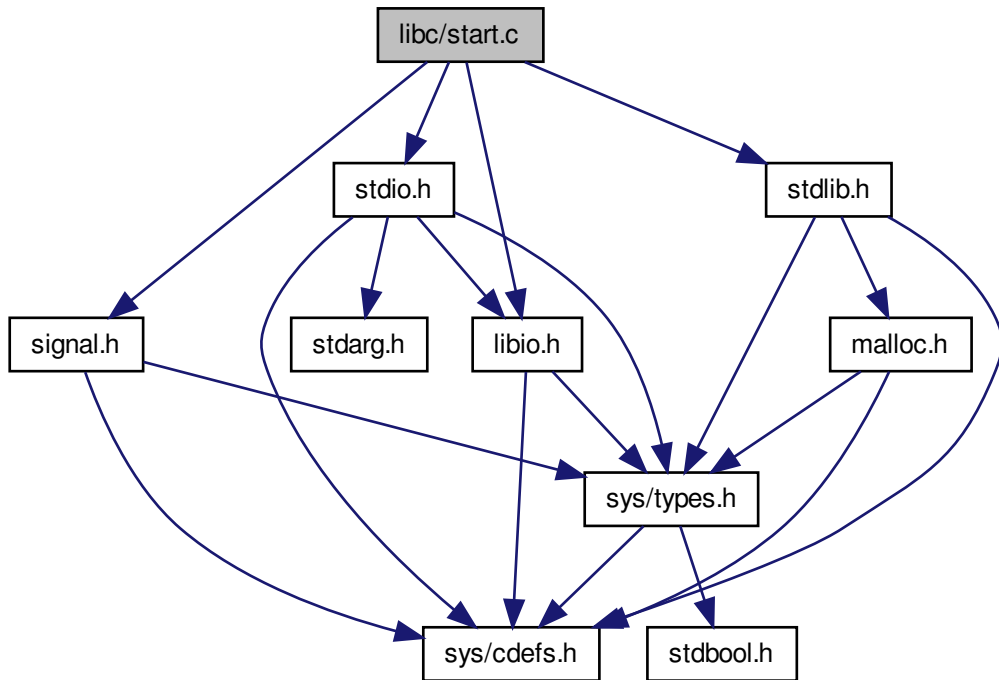 libc/start.c
stdio.h
stdlib.h
signal.h
stdarg.h
libio.h
malloc.h
sys/types.h
sys/cdefs.h
stdbool.h